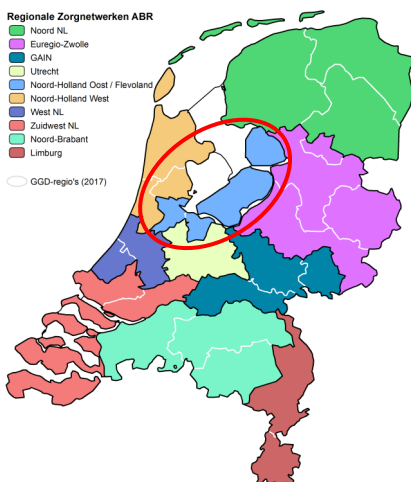 Regionale Zorgnetwerken ABR
Noord NL
Euregio-Zwolle
GAIN
Utrecht
Noord-Holland Oost / Flevoland
Noord-Holland West
West NL
Zuidwest NL
Noord-Brabant
Limburg
GGD-regio's (2017)